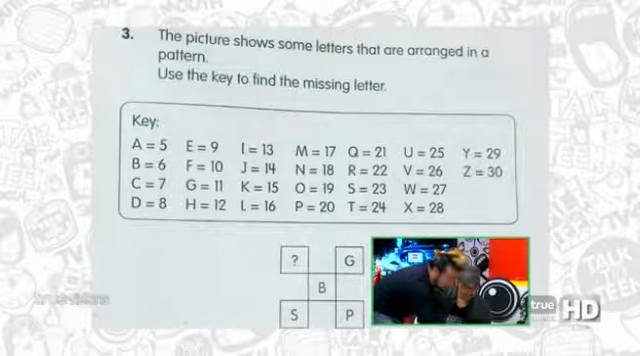 3. The picture shows some letters that are arranged in a
pattern.
Use the key to find the missing letter.
Key:
A = 5 E = 9 I = 13 M = 17 Q = 21 U = 25 Y = 29
B = 6 F = 10 J = 14 N = 18 R = 22 V = 26 Z = 30
C = 7 G = 11 K = 15 O = 19 S = 23 W = 27
D = 8 H = 12 L = 16 P = 20 T = 24 X = 28
? G
B
S P
truevisions
true HD